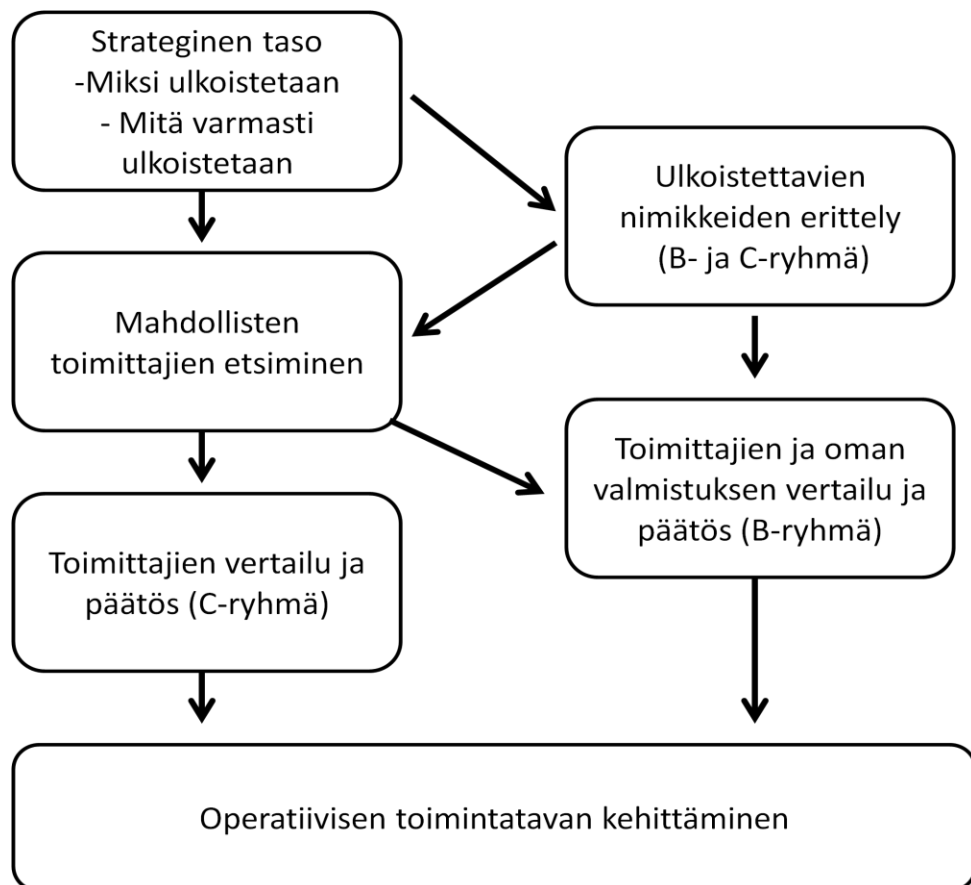 Strateginen taso
-Miksi ulkoistetaan
- Mitä varmasti
ulkoistetaan
Ulkoistettavien
nimikkeiden erittely
(B- ja C-ryhmä)
Mahdollisten
toimittajien etsiminen
Toimittajien ja oman
valmistuksen vertailu ja
päätös (B-ryhmä)
Toimittajien vertailu ja
päätös (C-ryhmä)
Operatiivisen toimintatavan kehittäminen